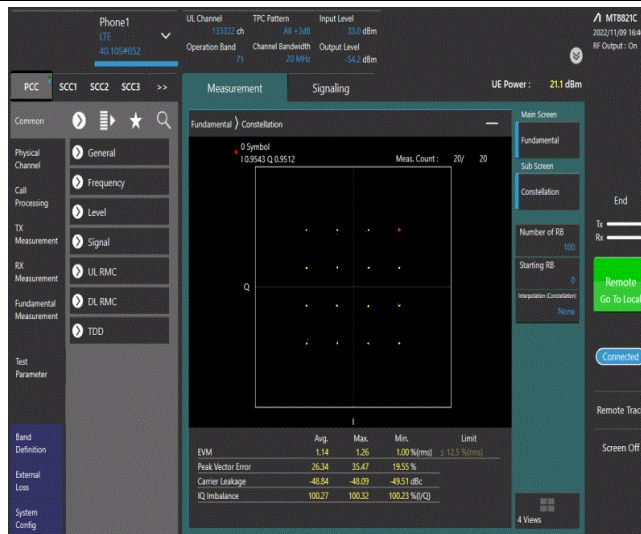 Phone1
LTE
40.10S#052
UL Channel
133322 ch
TPC Pattern
All +3dB
Input Level
33.0 dBm
Operation Band
71
Channel Bandwidth
20 MHz
Output Level
-54.2 dBm
MT8821C
2022/11/09 16:4
RF Output : On
PCC
SCC1
SCC2
SCC3
>>
Measurement
Signaling
UE Power : 21.1 dBm
Common
Physical
Channel
Call
Processing
TX
Measurement
RX
Measurement
Fundamental
Measurement
Test
Parameter
Band
Definition
External
Loss
System
Config
General
Frequency
Level
Signal
UL RMC
DL RMC
TDD
Fundamental > Constellation
0 Symbol
I 0.9543 Q 0.9512
Meas. Count : 20/ 20
Q
I
Avg. Max. Min. Limit
EVM 1.14 1.26 1.00 %(rms) ≤ 12.5 %(rms)
Peak Vector Error 26.34 35.47 19.55 %
Carrier Leakage -48.84 -48.09 -49.51 dBc
IQ Imbalance 100.27 100.32 100.23 %(I/Q)
Main Screen
Fundamental
Sub Screen
Constellation
Number of RB
100
Starting RB
0
Interpolation (Constellation)
None
4 Views
End
Tx
Rx
Remote
Go To Local
Connected
Remote Trac
Screen Off